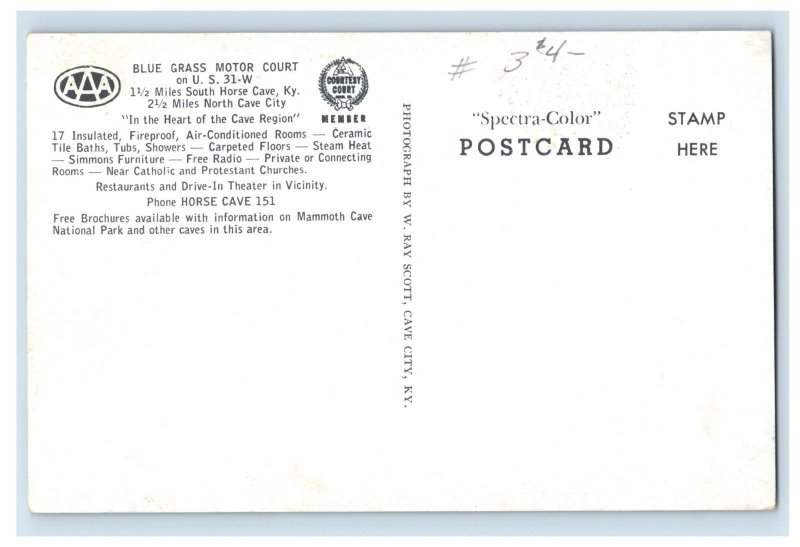 AAA
BLUE GRASS MOTOR COURT
on U. S. 31-W
1½ Miles South Horse Cave, Ky.
2½ Miles North Cave City
"In the Heart of the Cave Region"
COURTESY
COURT
MEMBER
17 Insulated, Fireproof, Air-Conditioned Rooms — Ceramic
Tile Baths, Tubs, Showers — Carpeted Floors — Steam Heat
— Simmons Furniture — Free Radio — Private or Connecting
Rooms — Near Catholic and Protestant Churches.
Restaurants and Drive-In Theater in Vicinity.
Phone HORSE CAVE 151
Free Brochures available with information on Mammoth Cave
National Park and other caves in this area.
PHOTOGRAPH BY W. RAY SCOTT, CAVE CITY, KY.
# 3 $4-
"Spectra-Color"
POSTCARD
STAMP
HERE